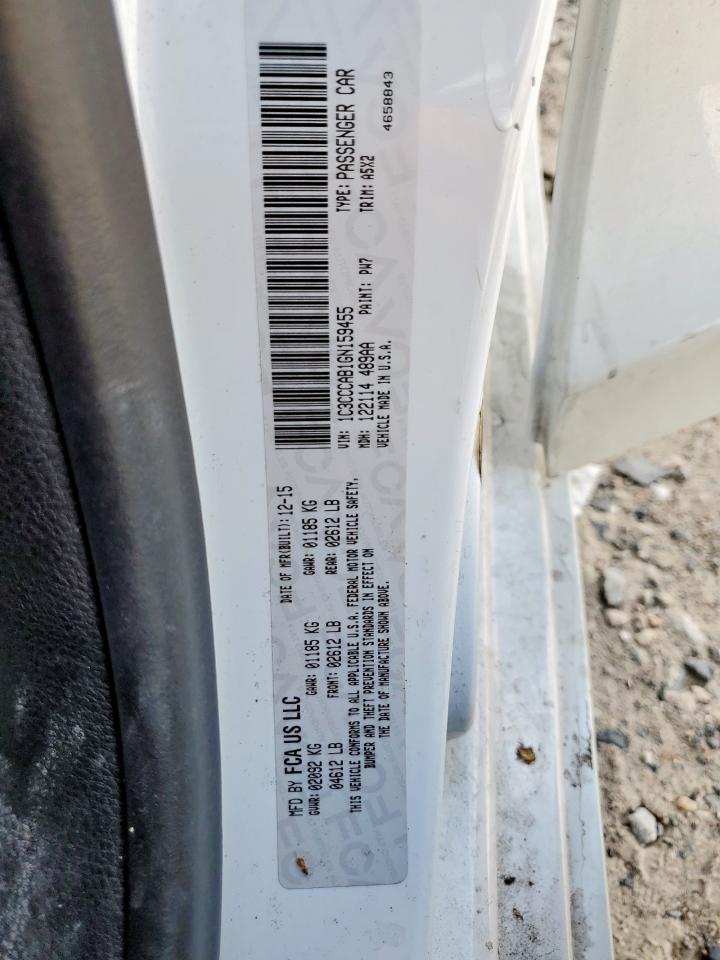 MFD BY FCA US LLC
DATE OF MFR(BUILT): 12-15
GVWR: 02092 KG
GAWR: 01185 KG
GAWR: 01185 KG
04612 LB
FRONT: 02612 LB
REAR: 02612 LB
THIS VEHICLE CONFORMS TO ALL APPLICABLE U.S.A. FEDERAL MOTOR VEHICLE SAFETY,
BUMPER AND THEFT PREVENTION STANDARDS IN EFFECT ON
THE DATE OF MANUFACTURE SHOWN ABOVE.
VIN: 1C3CCCAB1GN159455
TYPE: PASSENGER CAR
MDH: 122114 489AA
PAINT: PW7
TRIM: A5X2
VEHICLE MADE IN U.S.A.
4658843